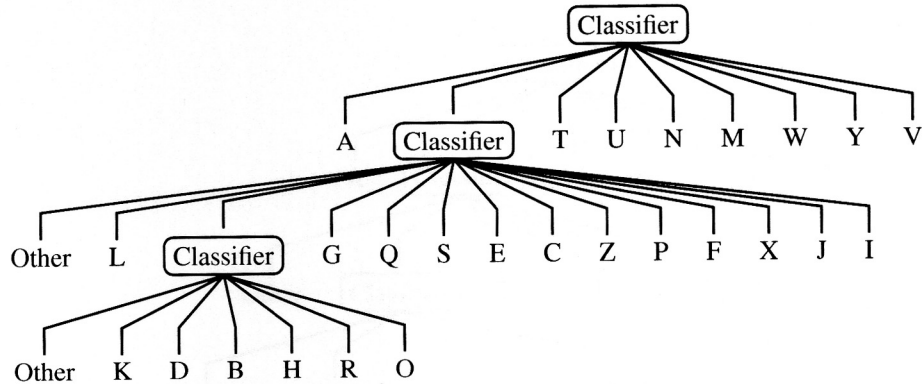 Classifier
A Classifier T U N M W Y V
Other L Classifier G Q S E C Z P F X J I
Other K D B H R O